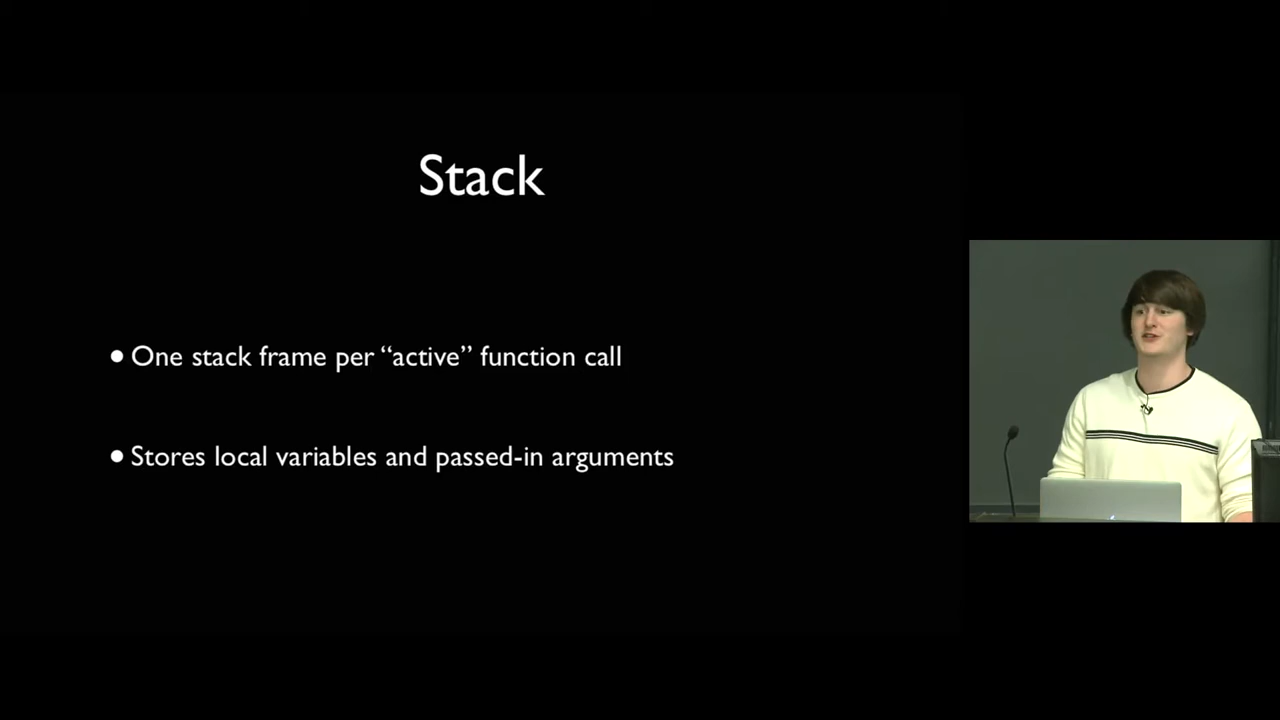 Stack
• One stack frame per “active” function call
• Stores local variables and passed-in arguments